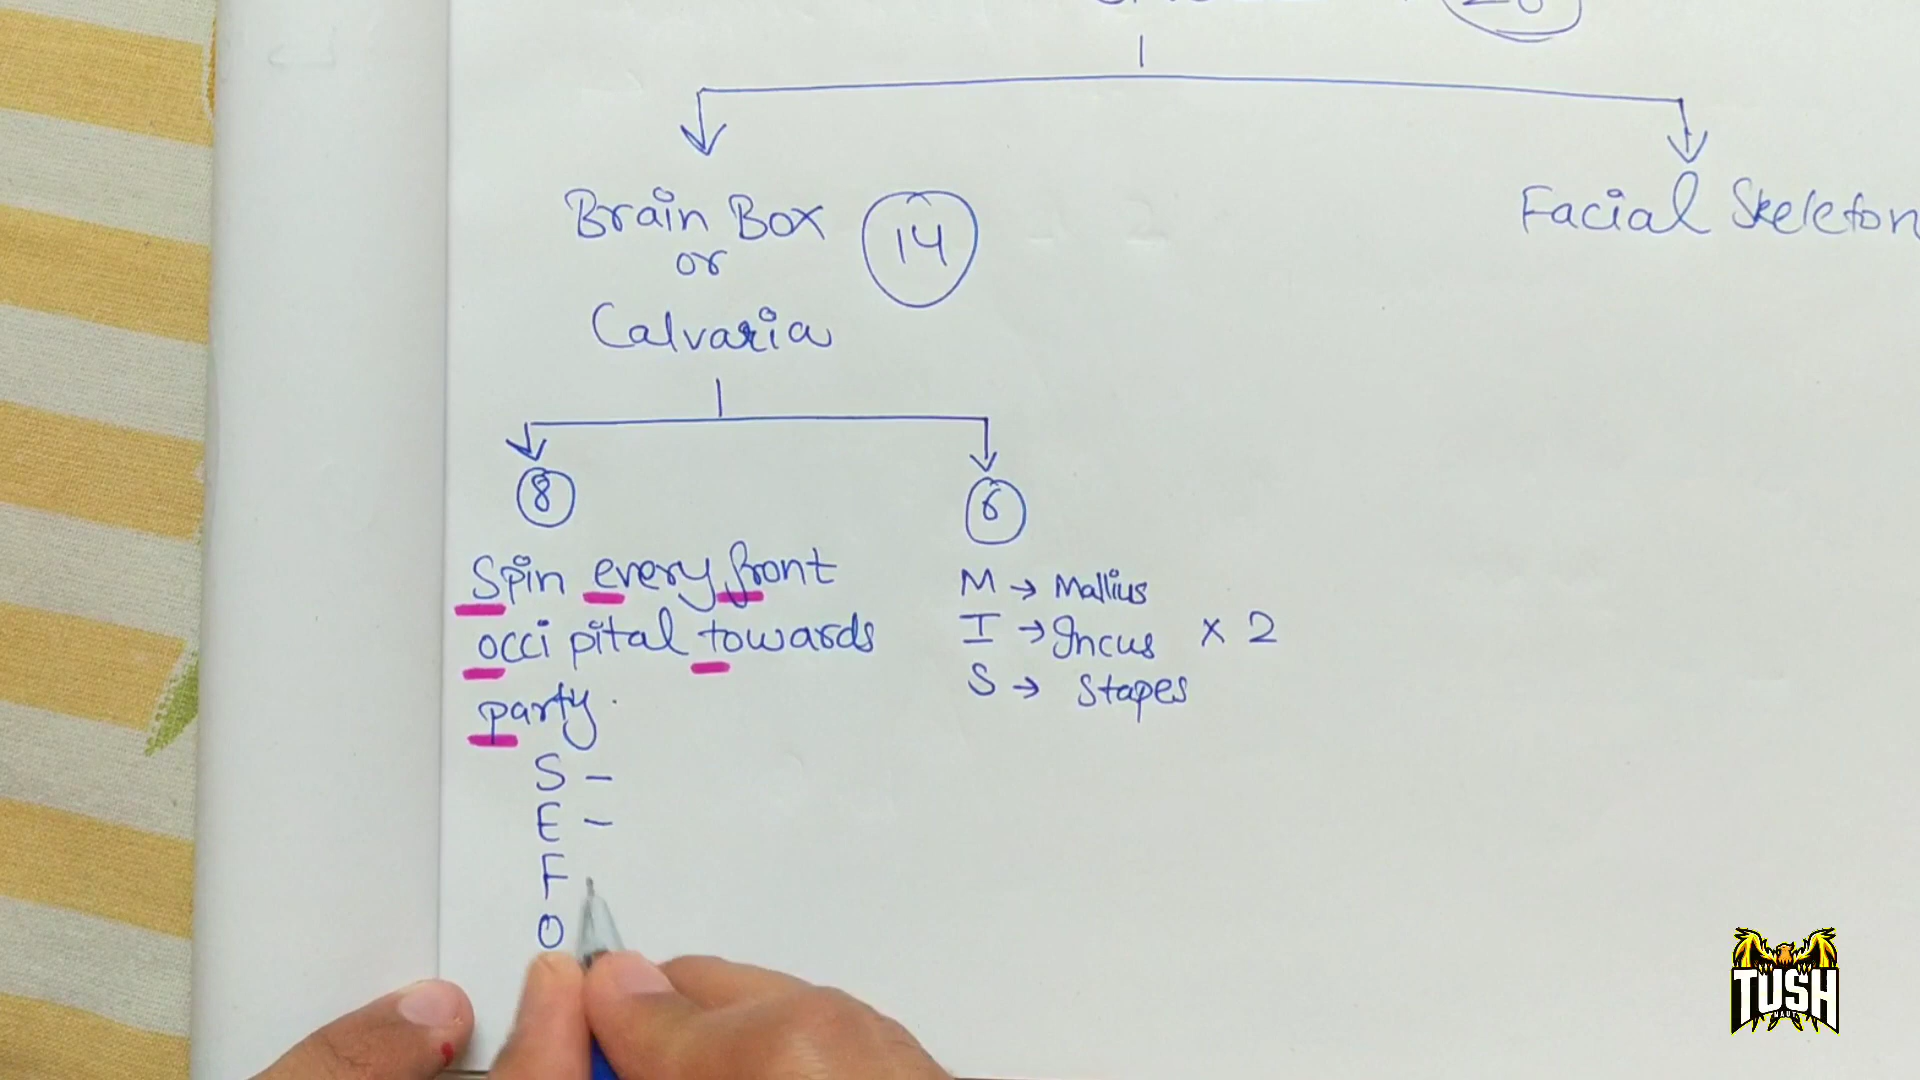 Brain Box
or
Calvaria
14
Facial Skeleton
8
6
Spin every front
occipital towards
party.
M → Mallius
I → Incus × 2
S → Stapes
S -
E -
F
O
TUSH